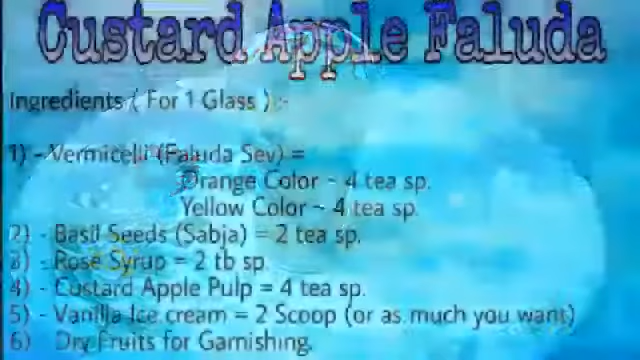 Custard Apple Faluda
Ingredients ( For 1 Glass ) :-
1) - Vermicelli (Faluda Sev) =
Orange Color ~ 4 tea sp.
Yellow Color ~ 4 tea sp.
2) - Basil Seeds (Sabja) = 2 tea sp.
3) - Rose Syrup = 2 tb sp.
4) - Custard Apple Pulp = 4 tea sp.
5) - Vanilla Ice cream = 2 Scoop (or as much you want)
6) Dry Fruits for Garnishing.